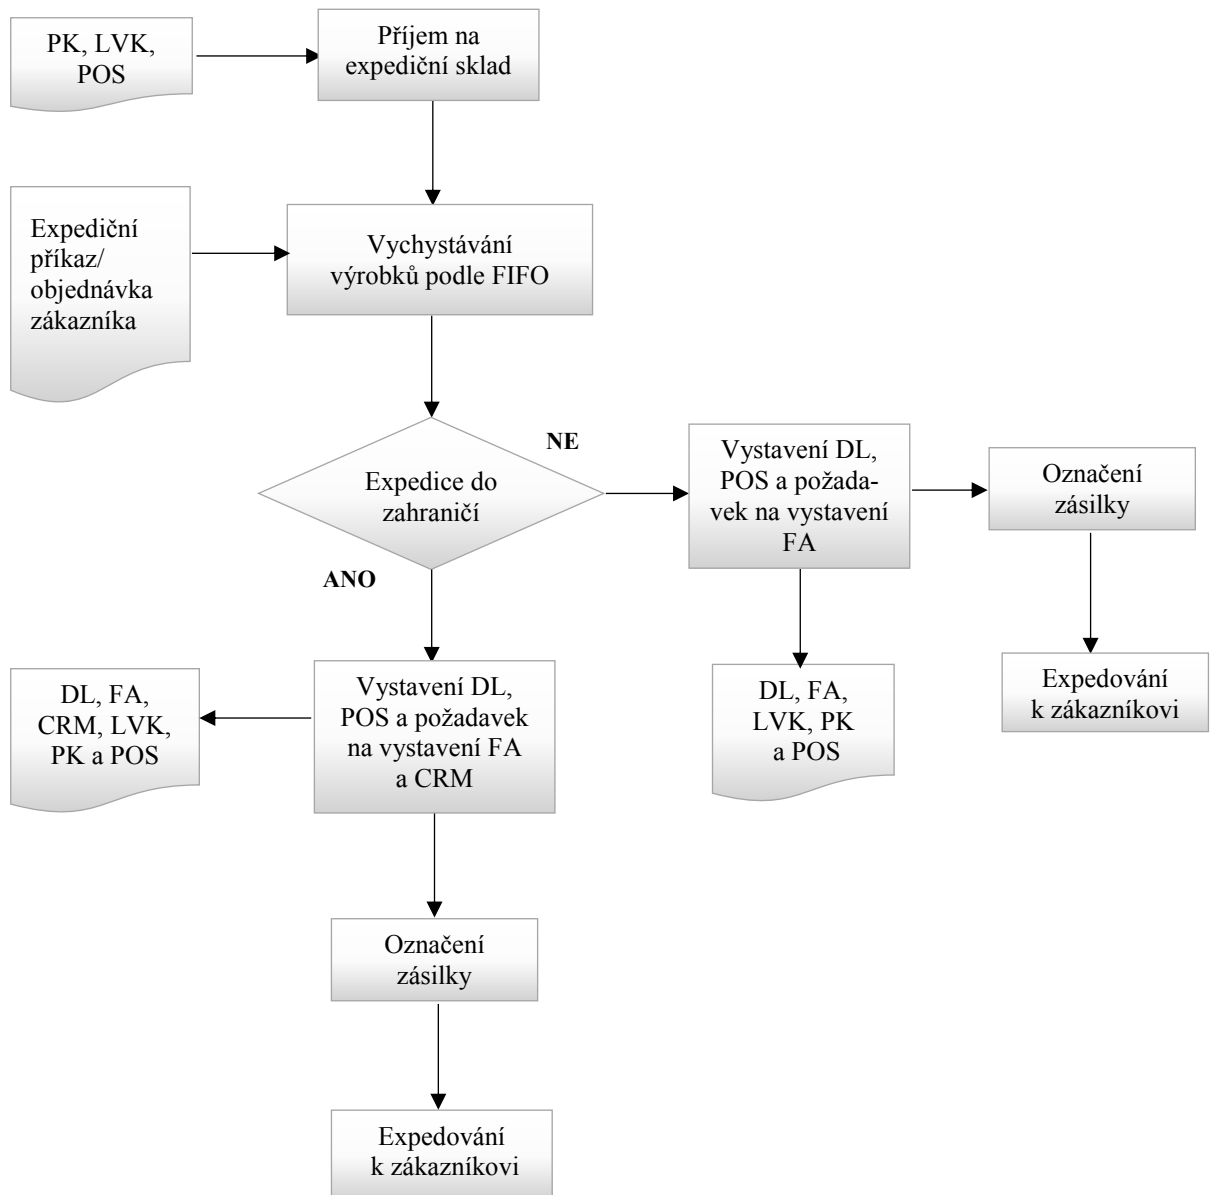 PK, LVK,
POS
Příjem na
expediční sklad
Expediční
příkaz/
objednávka
zákazníka
Vychystávání
výrobků podle FIFO
Expedice do
zahraničí
NE
ANO
Vystavení DL,
POS a požada-
vek na vystavení
FA
Označení
zásilky
DL, FA,
LVK, PK
a POS
Expedování
k zákazníkovi
DL, FA,
CRM, LVK,
PK a POS
Vystavení DL,
POS a požadavek
na vystavení FA
a CRM
Označení
zásilky
Expedování
k zákazníkovi